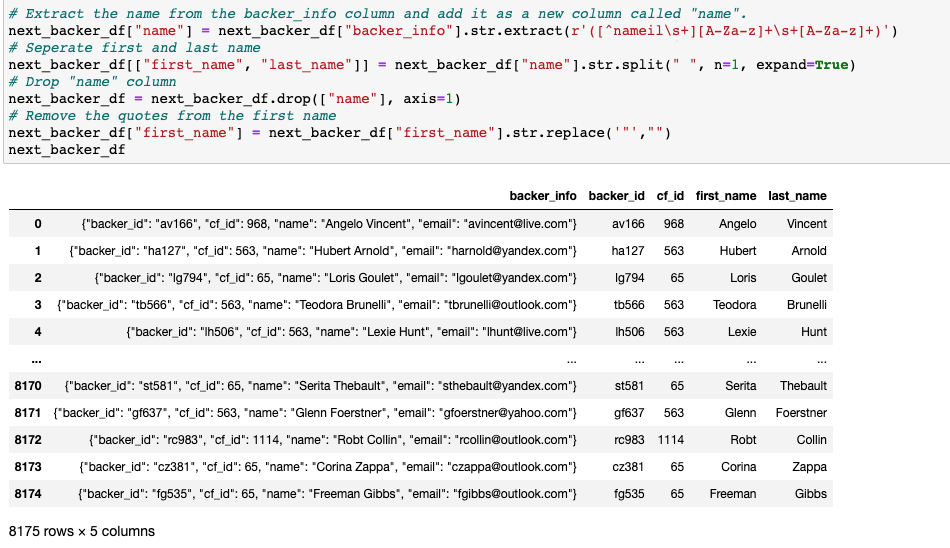 # Extract the name from the backer_info column and add it as a new column called "name".
next_backer_df["name"] = next_backer_df["backer_info"].str.extract(r'([^nameil\s+][A-Za-z]+\s+[A-Za-z]+)')
# Seperate first and last name
next_backer_df[["first_name", "last_name"]] = next_backer_df["name"].str.split(" ", n=1, expand=True)
# Drop "name" column
next_backer_df = next_backer_df.drop(["name"], axis=1)
# Remove the quotes from the first name
next_backer_df["first_name"] = next_backer_df["first_name"].str.replace('"',"")
next_backer_df
backer_info backer_id cf_id first_name last_name
0 {"backer_id": "av166", "cf_id": 968, "name": "Angelo Vincent", "email": "avincent@live.com"} av166 968 Angelo Vincent
1 {"backer_id": "ha127", "cf_id": 563, "name": "Hubert Arnold", "email": "harnold@yandex.com"} ha127 563 Hubert Arnold
2 {"backer_id": "lg794", "cf_id": 65, "name": "Loris Goulet", "email": "lgoulet@yandex.com"} lg794 65 Loris Goulet
3 {"backer_id": "tb566", "cf_id": 563, "name": "Teodora Brunelli", "email": "tbrunelli@outlook.com"} tb566 563 Teodora Brunelli
4 {"backer_id": "lh506", "cf_id": 563, "name": "Lexie Hunt", "email": "lhunt@live.com"} lh506 563 Lexie Hunt
... ... ... ... ... ...
8170 {"backer_id": "st581", "cf_id": 65, "name": "Serita Thebault", "email": "sthebault@yandex.com"} st581 65 Serita Thebault
8171 {"backer_id": "gf637", "cf_id": 563, "name": "Glenn Foerstner", "email": "gfoerstner@yahoo.com"} gf637 563 Glenn Foerstner
8172 {"backer_id": "rc983", "cf_id": 1114, "name": "Robt Collin", "email": "rcollin@outlook.com"} rc983 1114 Robt Collin
8173 {"backer_id": "cz381", "cf_id": 65, "name": "Corina Zappa", "email": "czappa@outlook.com"} cz381 65 Corina Zappa
8174 {"backer_id": "fg535", "cf_id": 65, "name": "Freeman Gibbs", "email": "fgibbs@outlook.com"} fg535 65 Freeman Gibbs
8175 rows × 5 columns